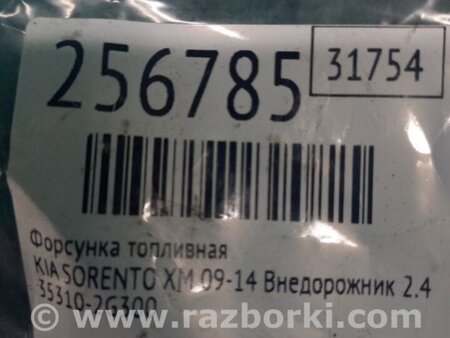 256785
31754
Форсунка топливная
KIA SORENTO XM 09-14 Внедорожник 2.4
35310-2G300
www.razborki.com